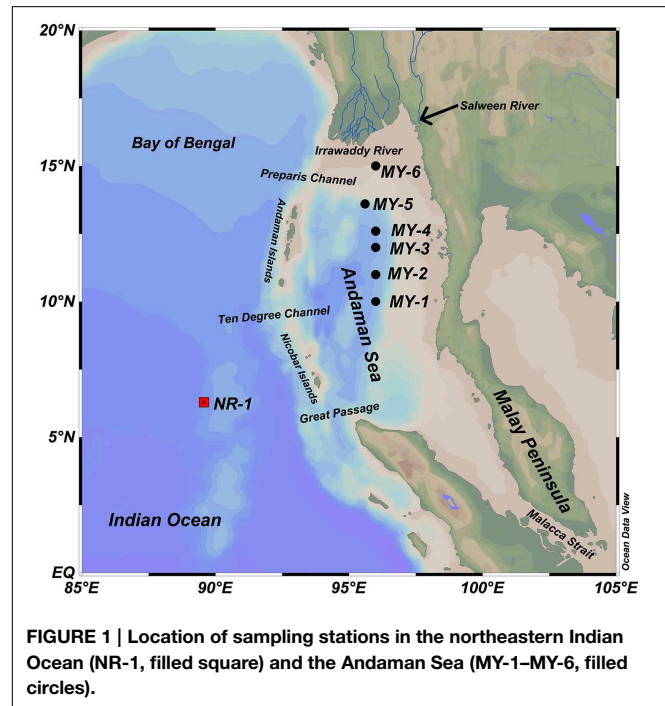 20°N
Salween River
Bay of Bengal
Irrawaddy River
15°N
MY-6
Preparis Channel
MY-5
Andaman Islands
MY-4
MY-3
MY-2
Andaman Sea
10°N
MY-1
Ten Degree Channel
Nicobar Islands
NR-1
Great Passage
5°N
Malay Peninsula
Indian Ocean
Malacca Strait
Ocean Data View
EQ
85°E
90°E
95°E
100°E
105°E
FIGURE 1 | Location of sampling stations in the northeastern Indian
Ocean (NR-1, filled square) and the Andaman Sea (MY-1–MY-6, filled
circles).